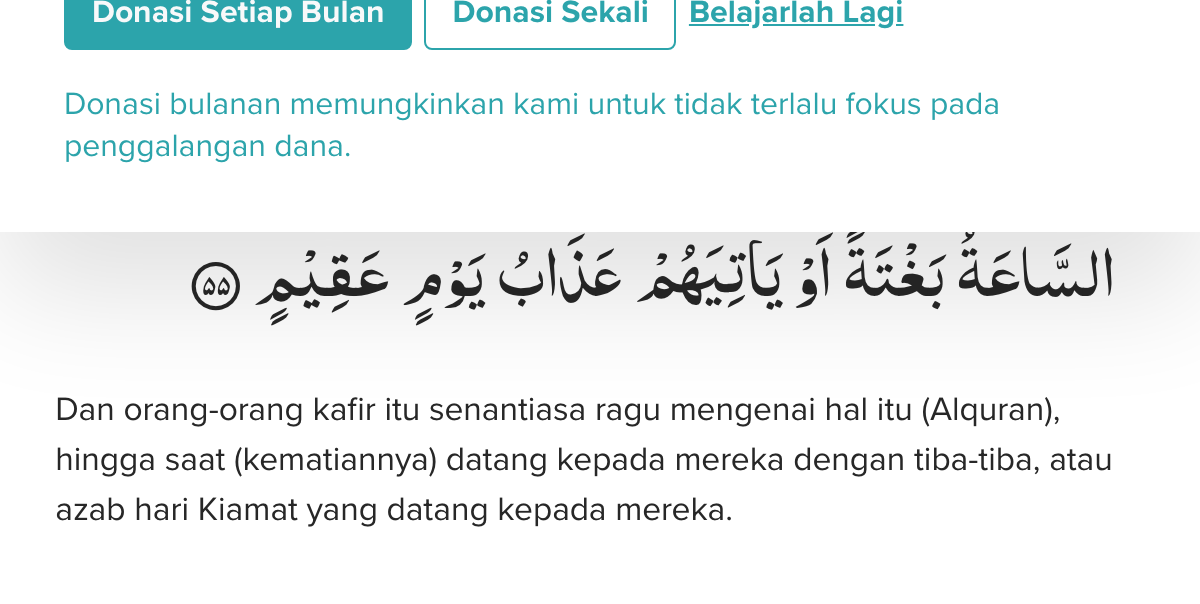 Donasi Setiap Bulan Donasi Sekali Belajarlah Lagi
Donasi bulanan memungkinkan kami untuk tidak terlalu fokus pada
penggalangan dana.
السَّاعَةُ بَغْتَةً اَوْ يَاْتِيَهُمْ عَذَابُ يَوْمٍ عَقِيْمٍ ۝٥٥
Dan orang-orang kafir itu senantiasa ragu mengenai hal itu (Alquran),
hingga saat (kematiannya) datang kepada mereka dengan tiba-tiba, atau
azab hari Kiamat yang datang kepada mereka.